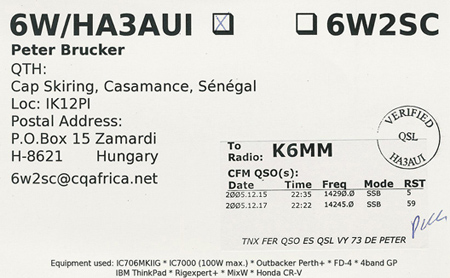 6W/HA3AUI 6W2SC
Peter Brucker
QTH:
Cap Skiring, Casamance, Sénégal
Loc: IK12PI
Postal Address:
P.O.Box 15 Zamardi
H-8621 Hungary
6w2sc@cqafrica.net
VERIFIED
QSL
HA3AUI
To
Radio: K6MM
CFM QSO(s):
Date Time Freq Mode RST
2005.12.15 22:35 14290.0 SSB 5
2005.12.17 22:22 14245.0 SSB 59
TNX FER QSO ES QSL VY 73 DE PETER
Equipment used: IC706MKIIG * IC7000 (100W max.) * Outbacker Perth+ * FD-4 * 4band GP
IBM ThinkPad * Rigexpert+ * MixW * Honda CR-V